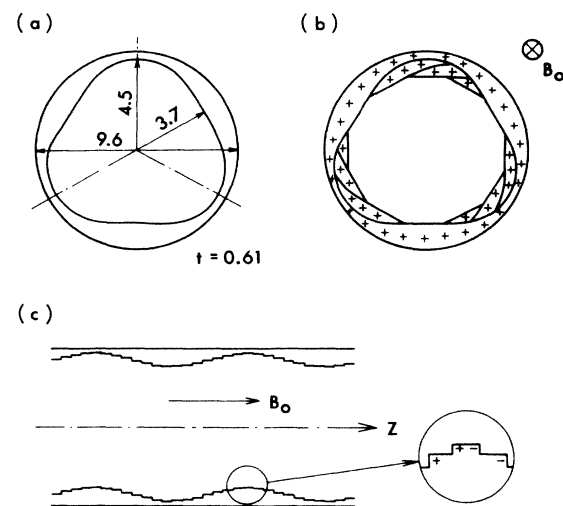 (a)
4.5
3.7
9.6
t = 0.61
(b)
+ + + + + + + + + + + + + + + + + + + + + + + + + + + + + + + + + + + + + + + +
B₀
(c)
B₀
Z
+ + − −